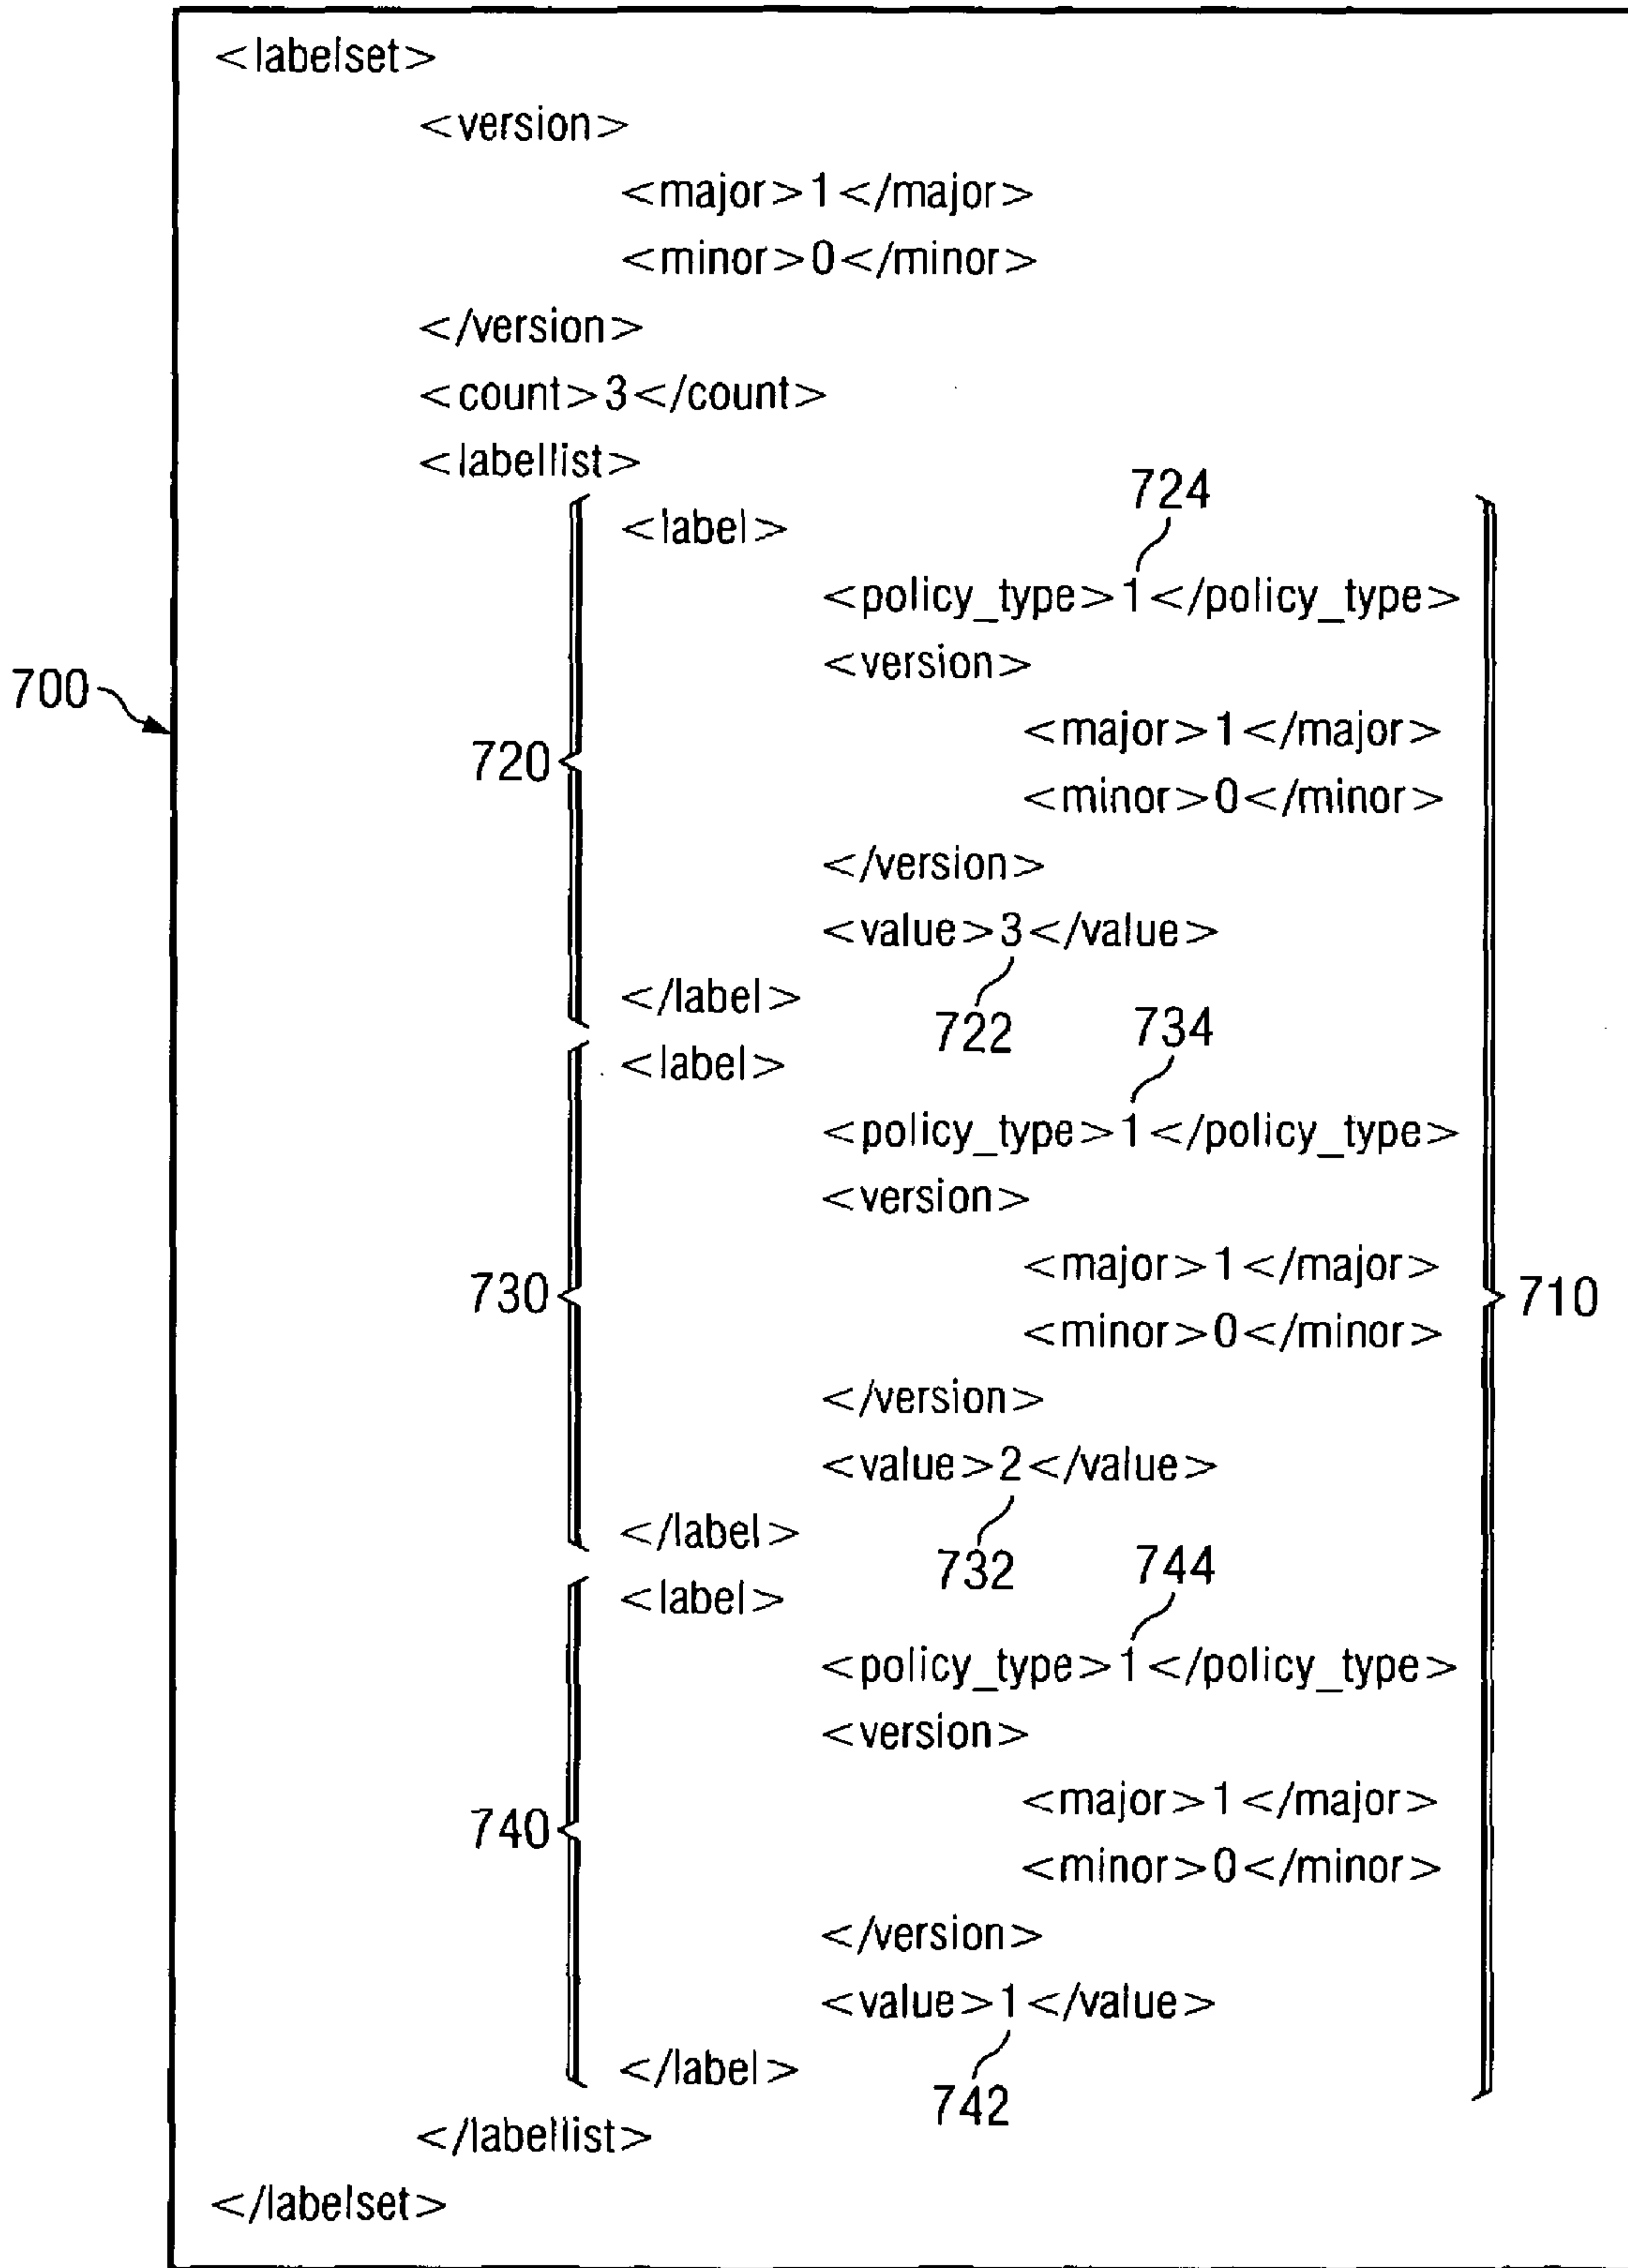 <labelset>
<version>
<major>1</major>
<minor>0</minor>
</version>
<count>3</count>
<labellist>
724
<label>
<policy_type>1</policy_type>
<version>
700
<major>1</major>
720
<minor>0</minor>
</version>
<value>3</value>
</label>
722 734
<label>
<policy_type>1</policy_type>
<version>
<major>1</major>
730 710
<minor>0</minor>
</version>
<value>2</value>
</label>
732 744
<label>
<policy_type>1</policy_type>
<version>
<major>1</major>
740
<minor>0</minor>
</version>
<value>1</value>
</label>
742
</labellist>
</labelset>